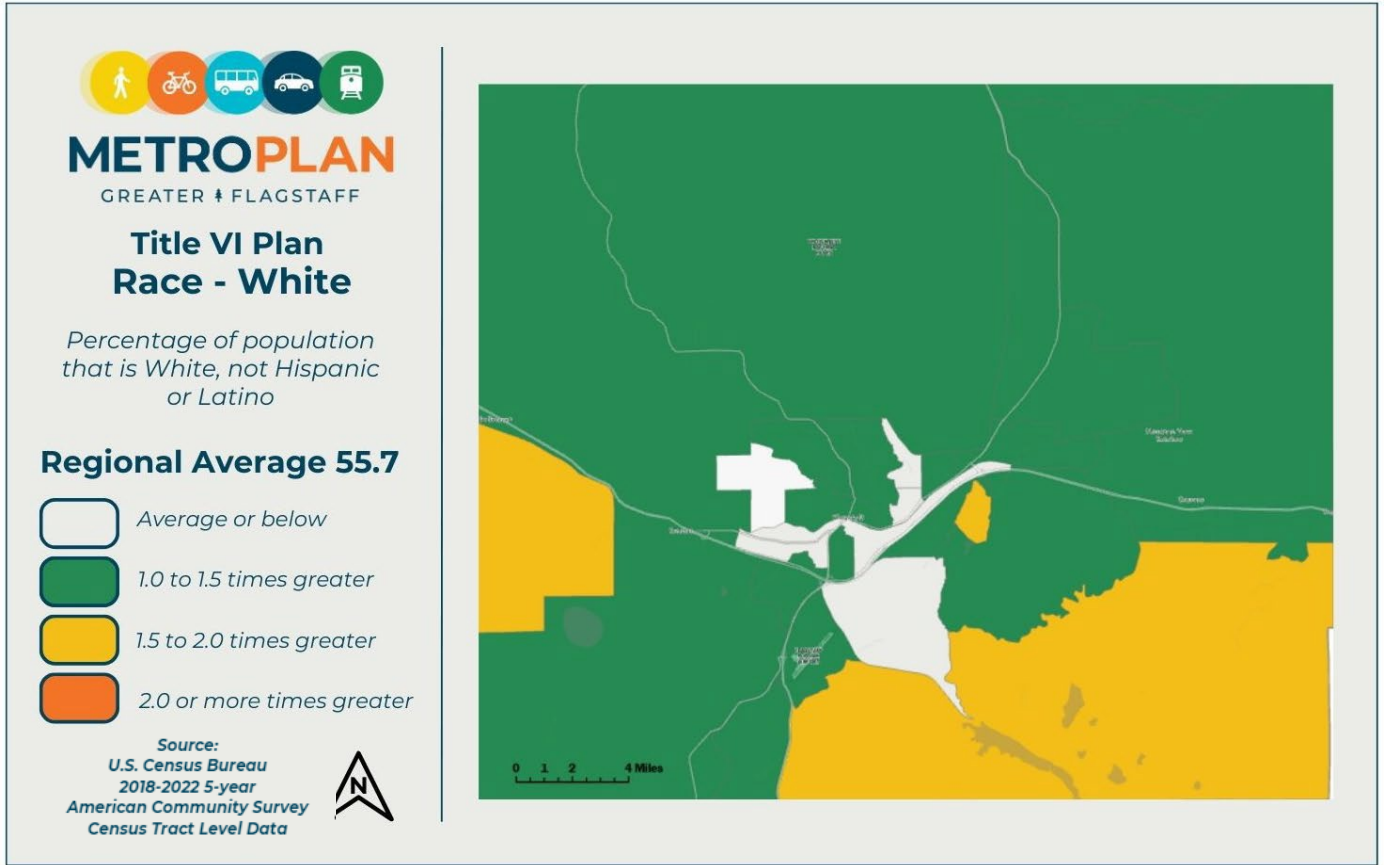 METROPLAN
GREATER FLAGSTAFF
Title VI Plan
Race - White
Percentage of population
that is White, not Hispanic
or Latino
Regional Average 55.7
Average or below
1.0 to 1.5 times greater
1.5 to 2.0 times greater
2.0 or more times greater
Source:
U.S. Census Bureau
2018-2022 5-year
American Community Survey
Census Tract Level Data
N
0 1 2 4 Miles